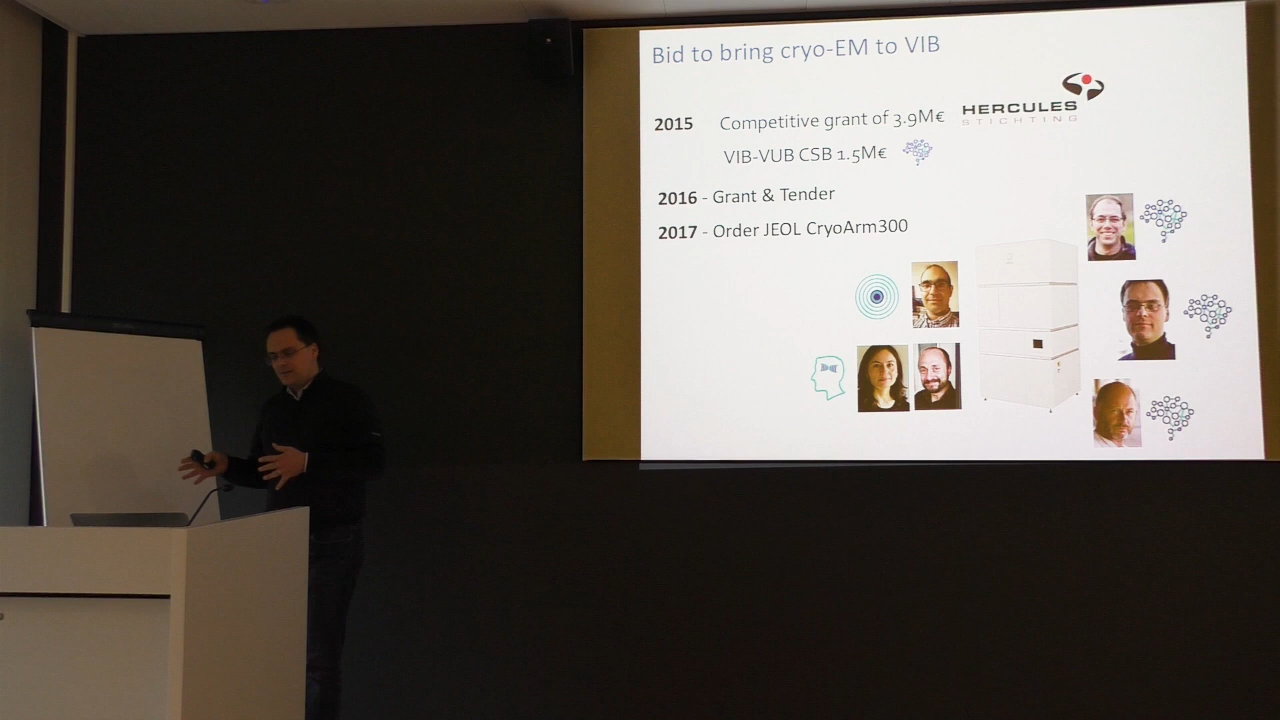 Bid to bring cryo-EM to VIB
2015 Competitive grant of 3.9M€
HERCULES
STICHTING
VIB-VUB CSB 1.5M€
2016 - Grant & Tender
2017 - Order JEOL CryoArm300